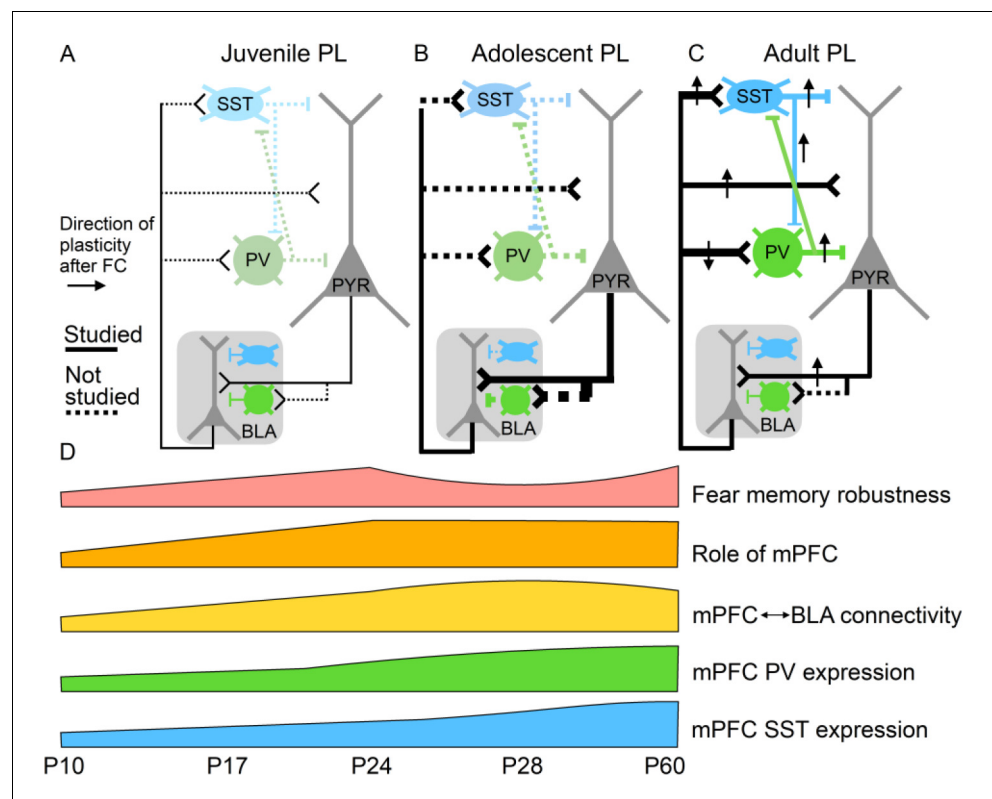 A Juvenile PL
B Adolescent PL
C Adult PL
SST
SST
SST
Direction of
plasticity
after FC
PV
PV
PV
PYR
PYR
PYR
Studied
Not
studied
BLA
BLA
BLA
D
Fear memory robustness
Role of mPFC
mPFC↔BLA connectivity
mPFC PV expression
mPFC SST expression
P10 P17 P24 P28 P60